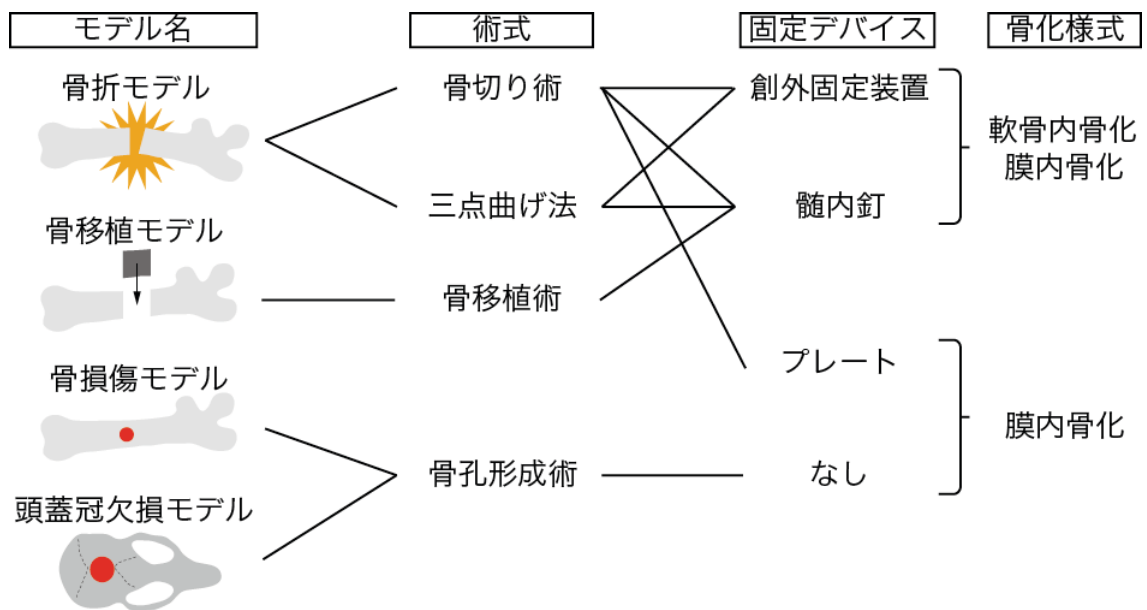 モデル名
術式
固定デバイス
骨化様式
骨折モデル
骨切り術
創外固定装置
軟骨内骨化
膜内骨化
三点曲げ法
髄内釘
骨移植モデル
骨移植術
プレート
骨損傷モデル
膜内骨化
骨孔形成術
なし
頭蓋冠欠損モデル